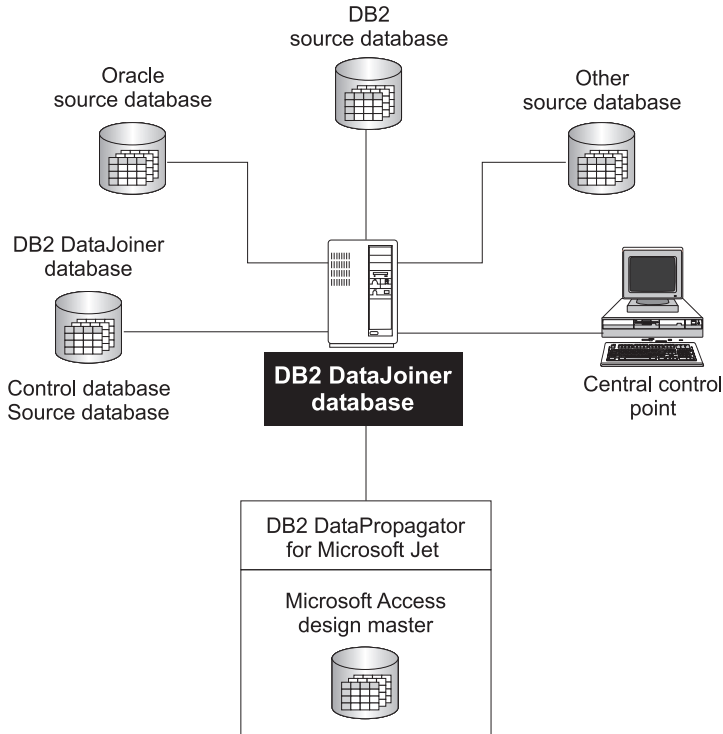 DB2
source database
Oracle
source database
Other
source database
DB2 DataJoiner
database
Control database
Source database
DB2 DataJoiner
database
Central control
point
DB2 DataPropagator
for Microsoft Jet
Microsoft Access
design master